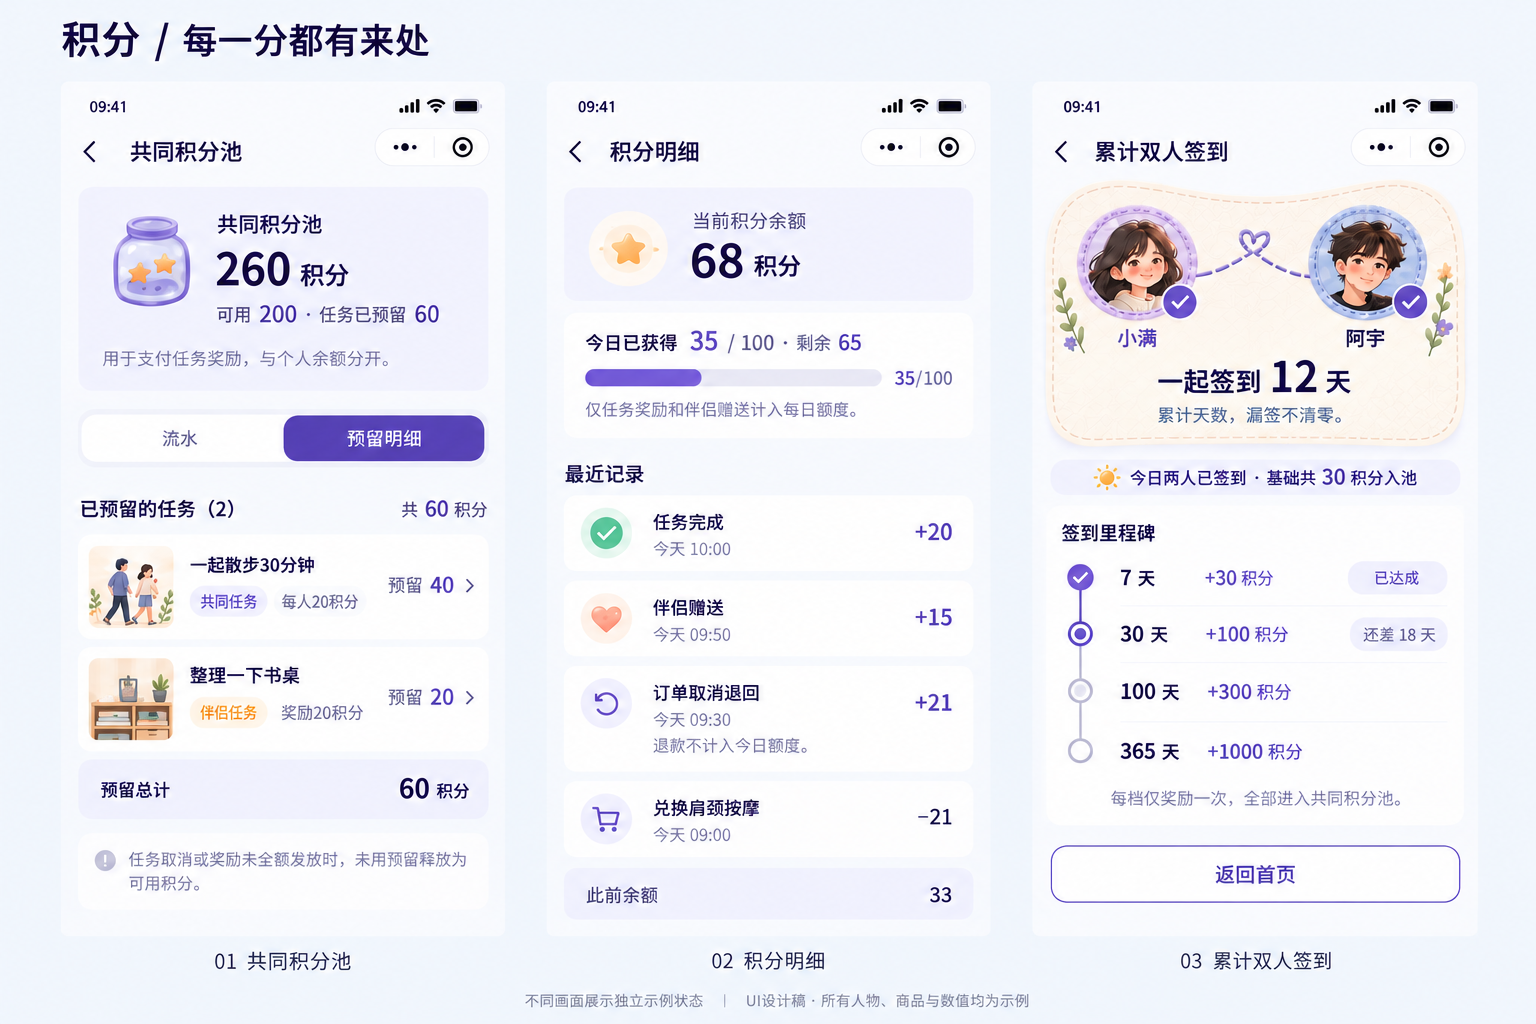 积分 / 每一分都有来处
09:41
共同积分池
共同积分池
260 积分
可用 200 · 任务已预留 60
用于支付任务奖励，与个人余额分开。
流水
预留明细
已预留的任务（2）
共 60 积分
一起散步30分钟
共同任务
每人20积分
预留 40
整理一下书桌
伴侣任务
奖励20积分
预留 20
预留总计
60 积分
任务取消或奖励未全额发放时，未用预留释放为
可用积分。
01 共同积分池
09:41
积分明细
当前积分余额
68 积分
今日已获得 35 / 100 · 剩余 65
35/100
仅任务奖励和伴侣赠送计入每日额度。
最近记录
任务完成
今天 10:00
+20
伴侣赠送
今天 09:50
+15
订单取消退回
今天 09:30
退款不计入今日额度。
+21
兑换肩颈按摩
今天 09:00
−21
此前余额
33
02 积分明细
09:41
累计双人签到
小满
阿宇
一起签到 12 天
累计天数，漏签不清零。
今日两人已签到 · 基础共 30 积分入池
签到里程碑
7 天
+30 积分
已达成
30 天
+100 积分
还差 18 天
100 天
+300 积分
365 天
+1000 积分
每档仅奖励一次，全部进入共同积分池。
返回首页
03 累计双人签到
不同画面展示独立示例状态 | UI设计稿 · 所有人物、商品与数值均为示例